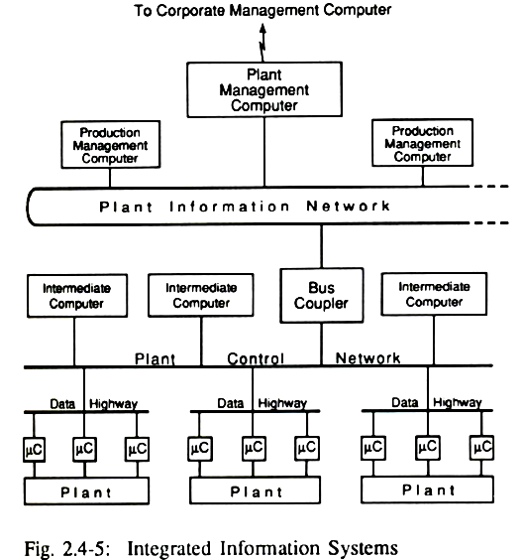 To Corporate Management Computer
Plant
Management
Computer
Production
Management
Computer
Production
Management
Computer
Plant Information Network
Intermediate
Computer
Intermediate
Computer
Bus
Coupler
Intermediate
Computer
Plant Control Network
Data Highway
Data Highway
Data Highway
μC μC μC
μC μC μC
μC μC μC
Plant
Plant
Plant
Fig. 2.4-5: Integrated Information Systems